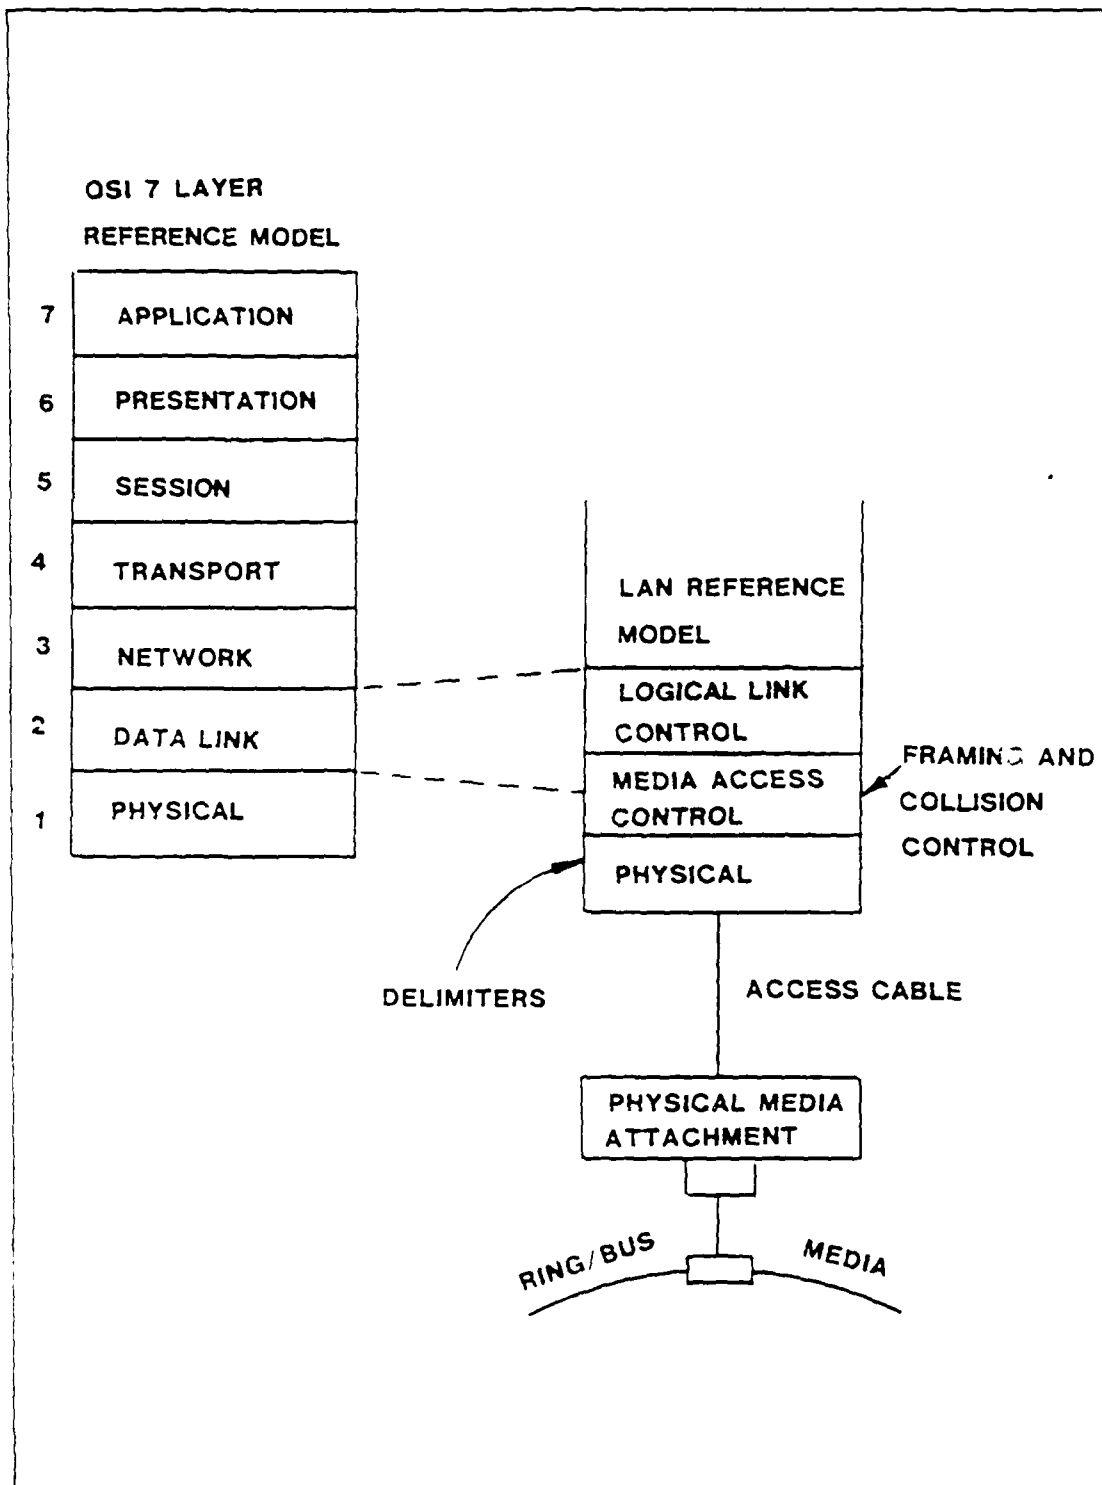 OSI 7 LAYER
REFERENCE MODEL
7 APPLICATION
6 PRESENTATION
5 SESSION
4 TRANSPORT
3 NETWORK
2 DATA LINK
1 PHYSICAL
LAN REFERENCE
MODEL
LOGICAL LINK
CONTROL
MEDIA ACCESS
CONTROL
PHYSICAL
FRAMING AND
COLLISION
CONTROL
DELIMITERS
ACCESS CABLE
PHYSICAL MEDIA
ATTACHMENT
RING/BUS
MEDIA